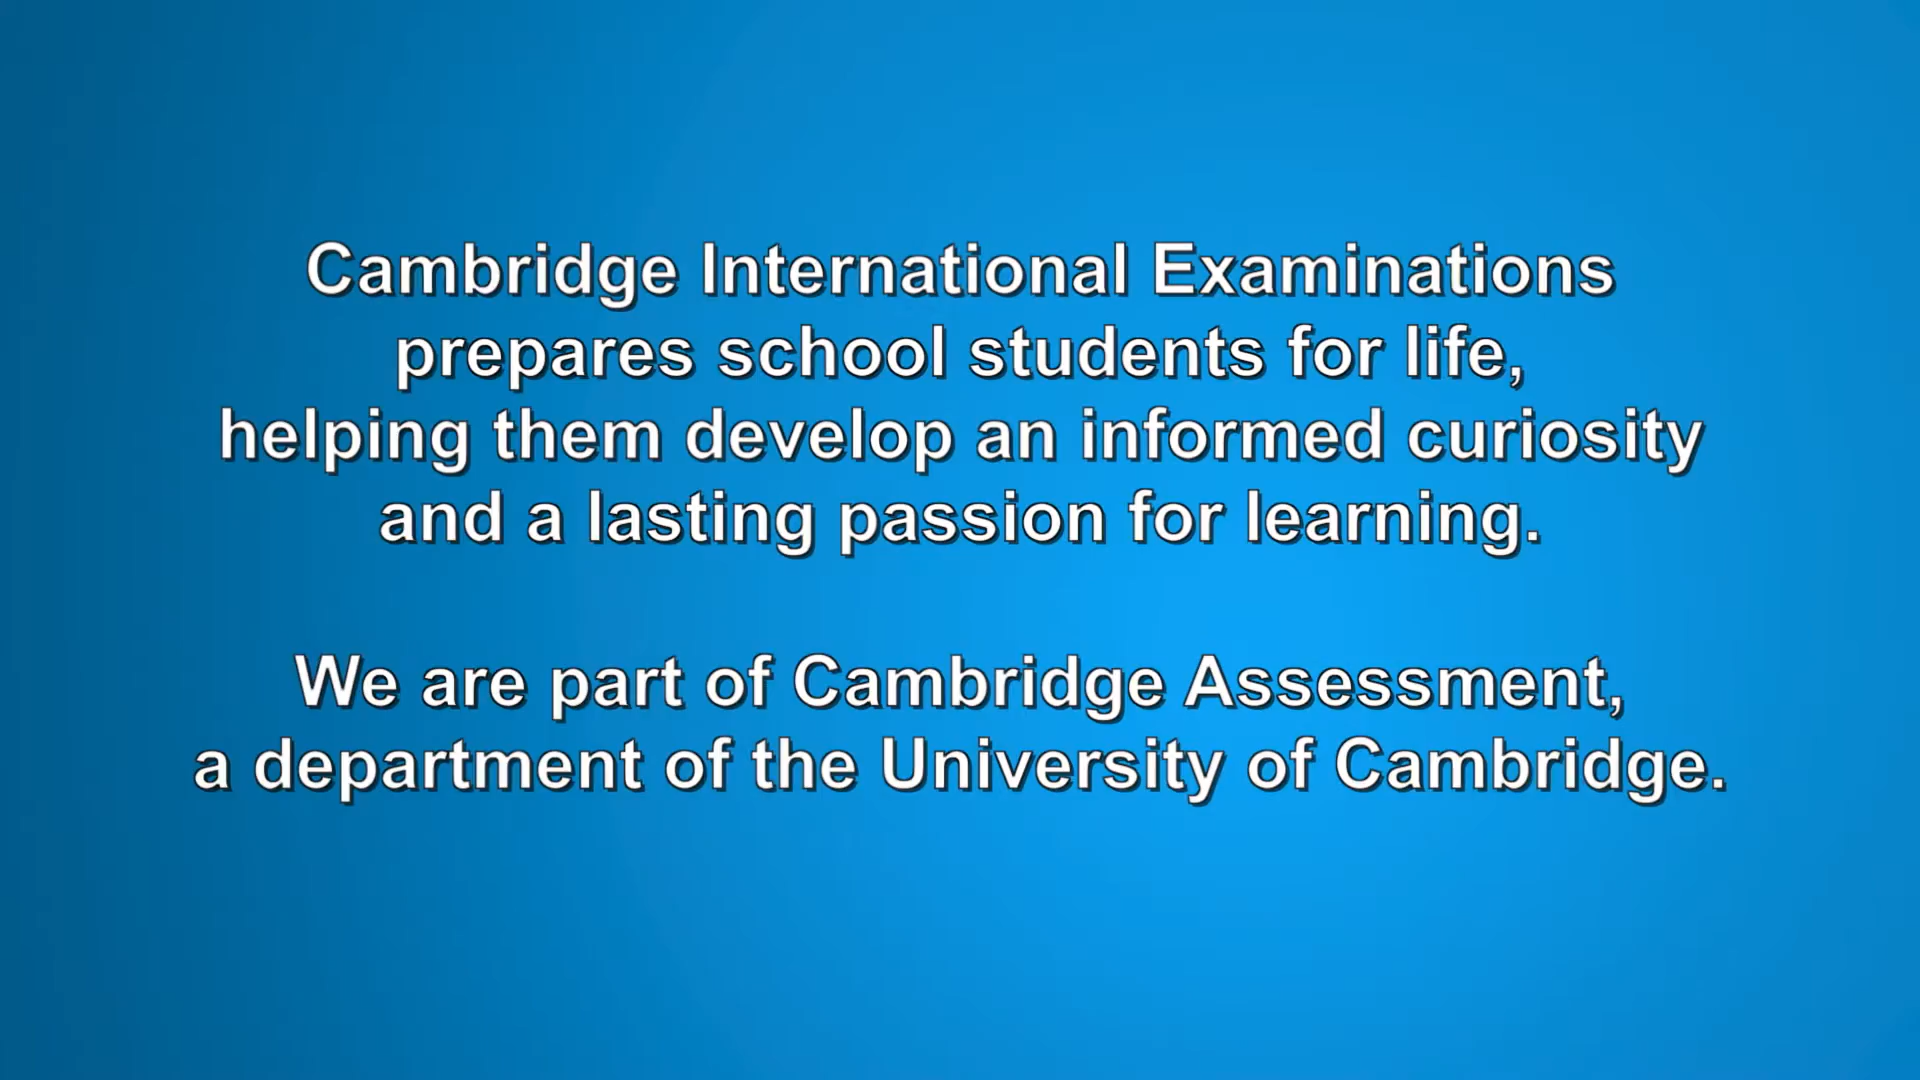 Cambridge International Examinations
prepares school students for life,
helping them develop an informed curiosity
and a lasting passion for learning.
We are part of Cambridge Assessment,
a department of the University of Cambridge.